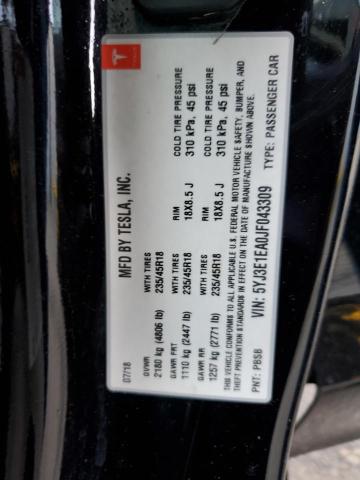 MFD BY TESLA, INC.
07/18
GVWR WITH TIRES RIM COLD TIRE PRESSURE
2180 kg (4806 lb) 235/45R18 18X8.5 J 310 kPa, 45 psi
GAWR FRT WITH TIRES RIM COLD TIRE PRESSURE
1110 kg (2447 lb) 235/45R18 18X8.5 J 310 kPa, 45 psi
GAWR RR
1257 kg (2771 lb) 235/45R18
THIS VEHICLE CONFORMS TO ALL APPLICABLE U.S. FEDERAL MOTOR VEHICLE SAFETY, BUMPER, AND
THEFT PREVENTION STANDARDS IN EFFECT ON THE DATE OF MANUFACTURE SHOWN ABOVE.
VIN: 5YJ3E1EA0JF043309 TYPE: PASSENGER CAR
PNT: PBSB